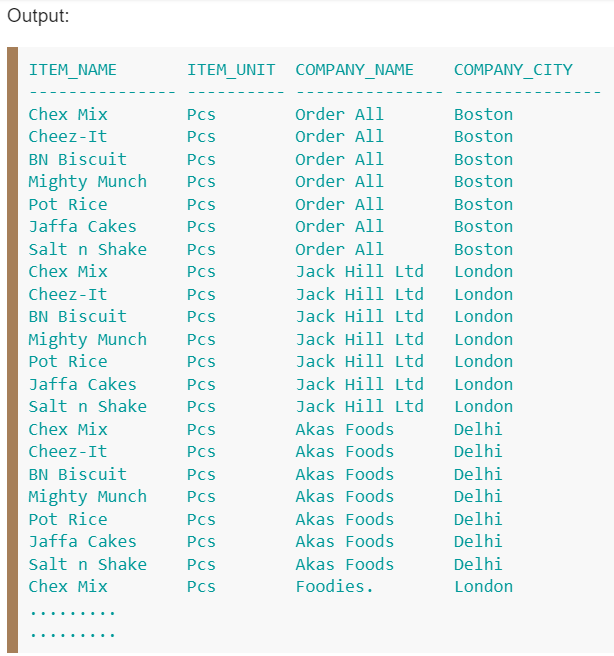 Output:
ITEM_NAME       ITEM_UNIT  COMPANY_NAME    COMPANY_CITY
--------------- ---------- --------------- ---------------
Chex Mix        Pcs        Order All       Boston
Cheez-It        Pcs        Order All       Boston
BN Biscuit      Pcs        Order All       Boston
Mighty Munch    Pcs        Order All       Boston
Pot Rice        Pcs        Order All       Boston
Jaffa Cakes     Pcs        Order All       Boston
Salt n Shake    Pcs        Order All       Boston
Chex Mix        Pcs        Jack Hill Ltd   London
Cheez-It        Pcs        Jack Hill Ltd   London
BN Biscuit      Pcs        Jack Hill Ltd   London
Mighty Munch    Pcs        Jack Hill Ltd   London
Pot Rice        Pcs        Jack Hill Ltd   London
Jaffa Cakes     Pcs        Jack Hill Ltd   London
Salt n Shake    Pcs        Jack Hill Ltd   London
Chex Mix        Pcs        Akas Foods      Delhi
Cheez-It        Pcs        Akas Foods      Delhi
BN Biscuit      Pcs        Akas Foods      Delhi
Mighty Munch    Pcs        Akas Foods      Delhi
Pot Rice        Pcs        Akas Foods      Delhi
Jaffa Cakes     Pcs        Akas Foods      Delhi
Salt n Shake    Pcs        Akas Foods      Delhi
Chex Mix        Pcs        Foodies.        London
.........
.........